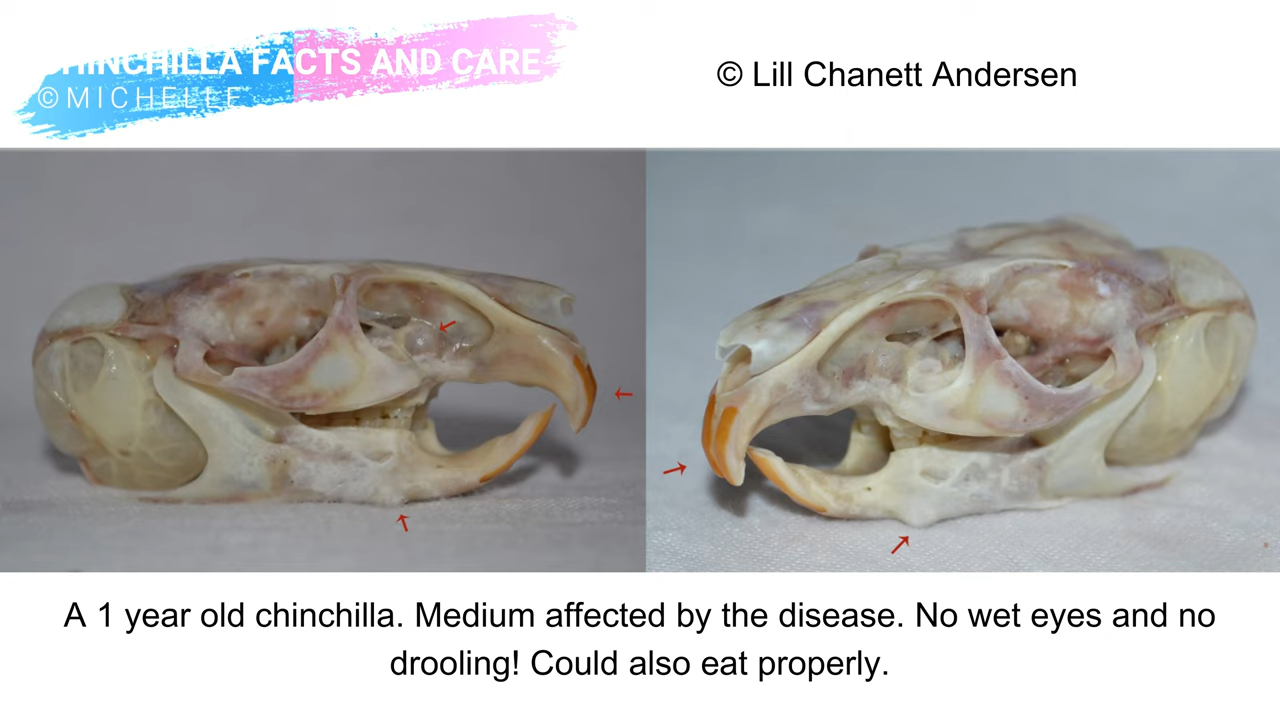 CHINCHILLA FACTS AND CARE
©MICHELLE
© Lill Chanett Andersen
A 1 year old chinchilla. Medium affected by the disease. No wet eyes and no
drooling! Could also eat properly.